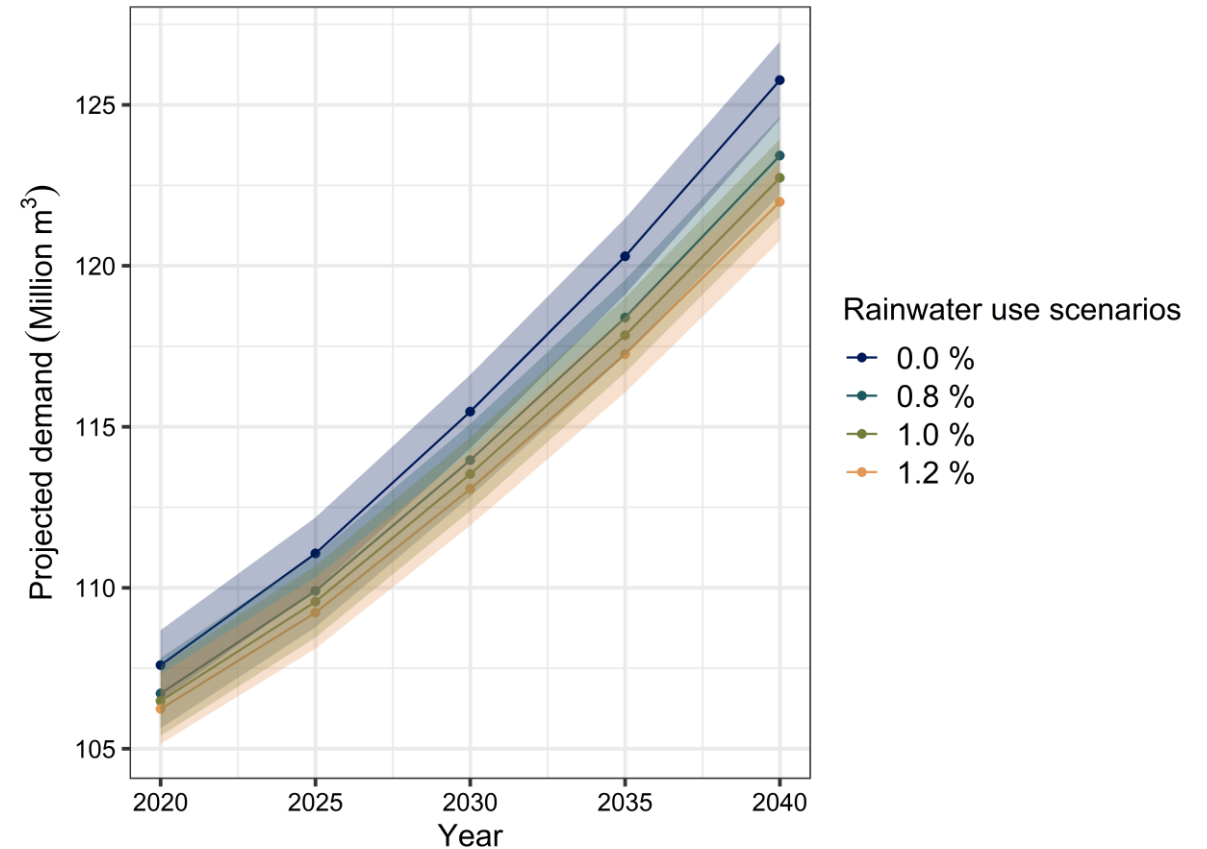 Projected demand (Million m³)
125
120
115
110
105
2020 2025 2030 2035 2040
Year
Rainwater use scenarios
0.0 %
0.8 %
1.0 %
1.2 %